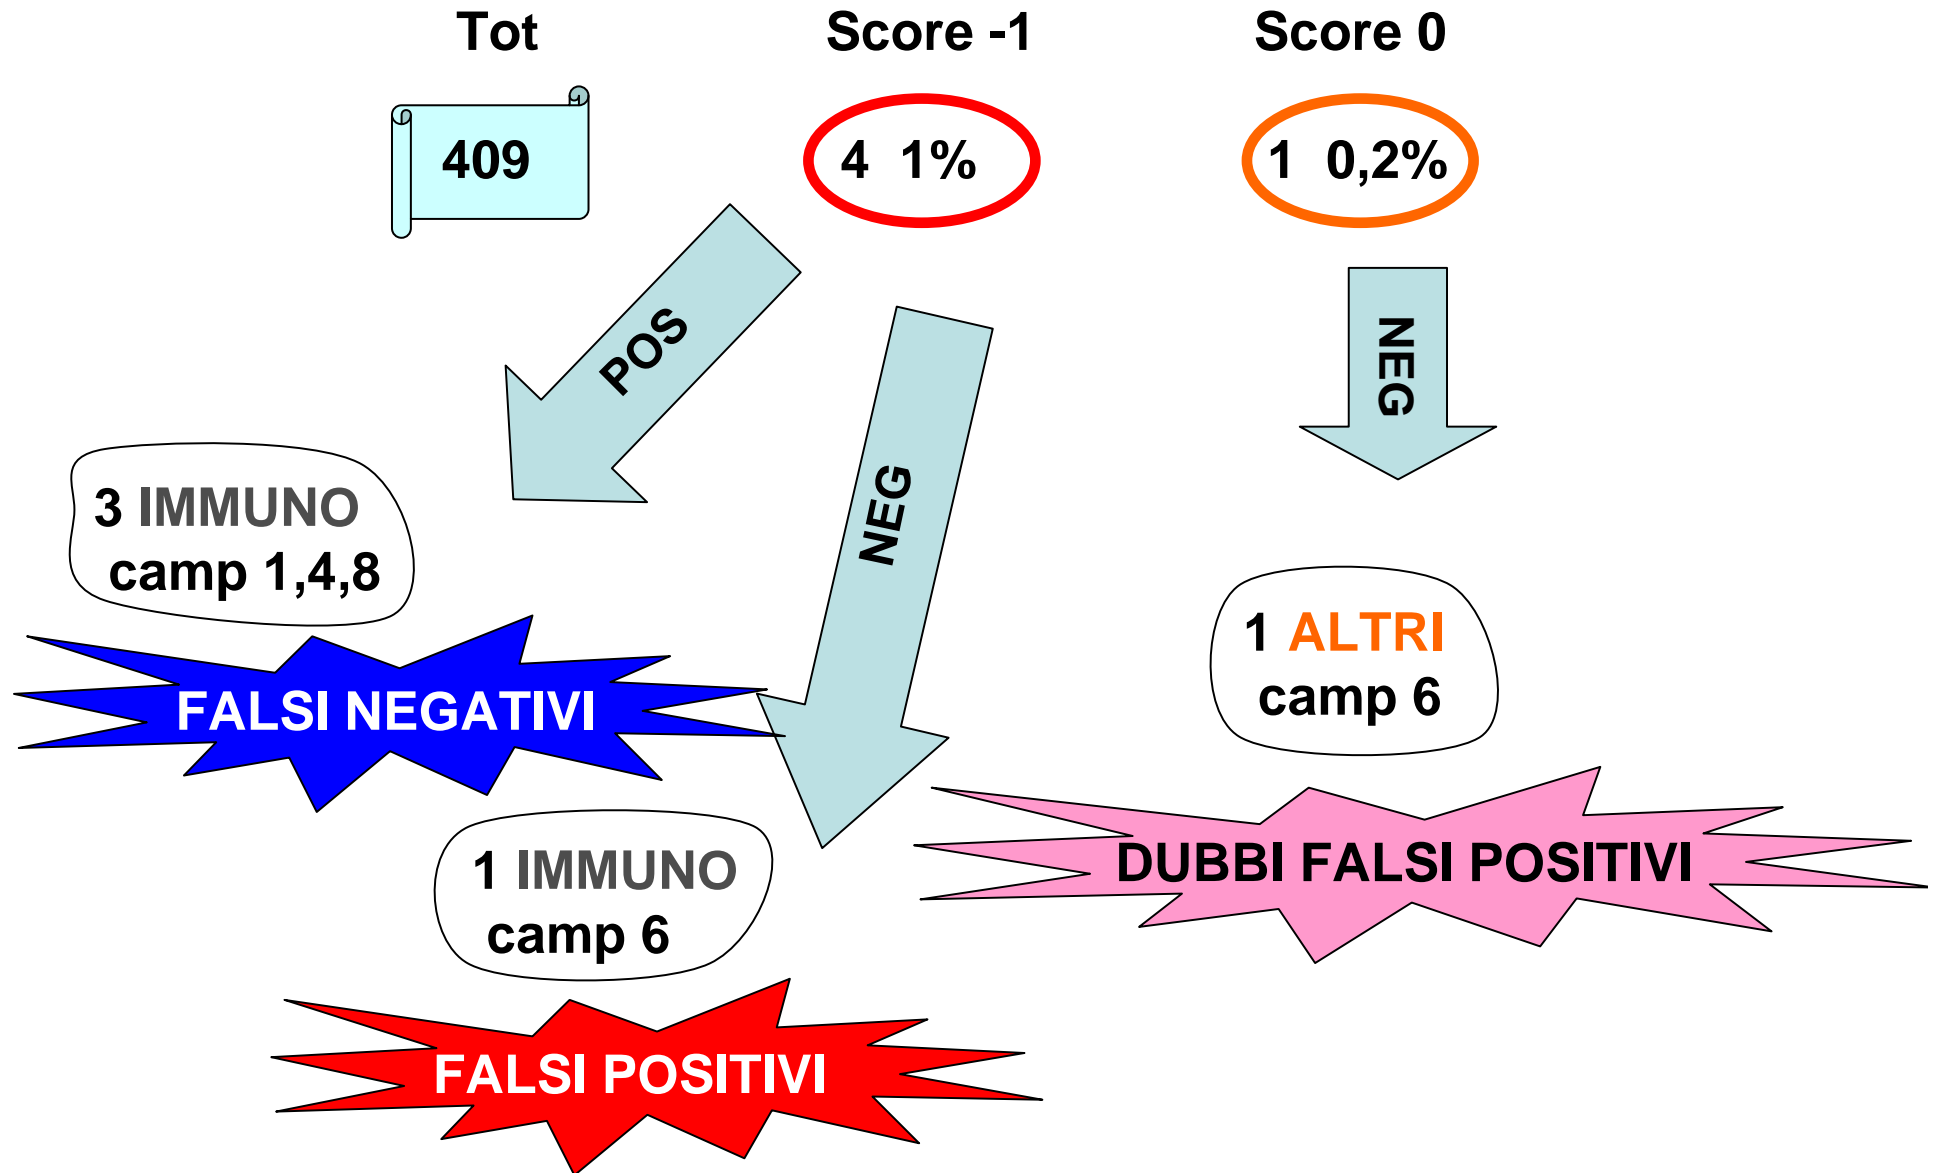 Tot
Score -1
Score 0
409
4 1%
1 0,2%
POS
NEG
NEG
3 IMMUNO
camp 1,4,8
FALSI NEGATIVI
1 ALTRI
camp 6
DUBBI FALSI POSITIVI
1 IMMUNO
camp 6
FALSI POSITIVI